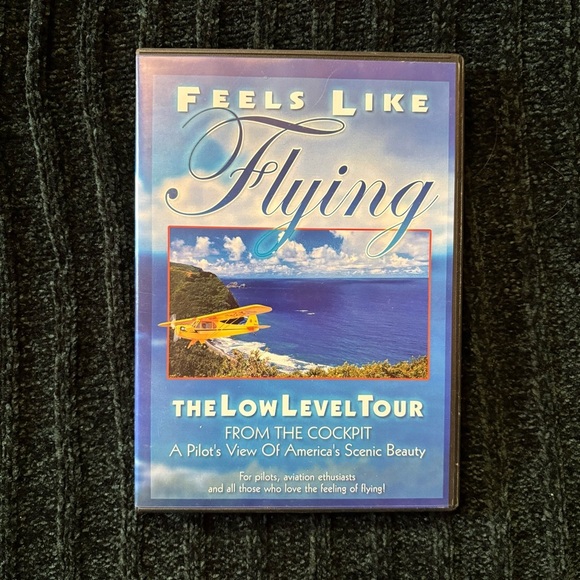 FEELS LIKE
Flying
THE LOW LEVEL TOUR
FROM THE COCKPIT
A Pilot's View Of America's Scenic Beauty
For pilots, aviation ethusiasts
and all those who love the feeling of flying!